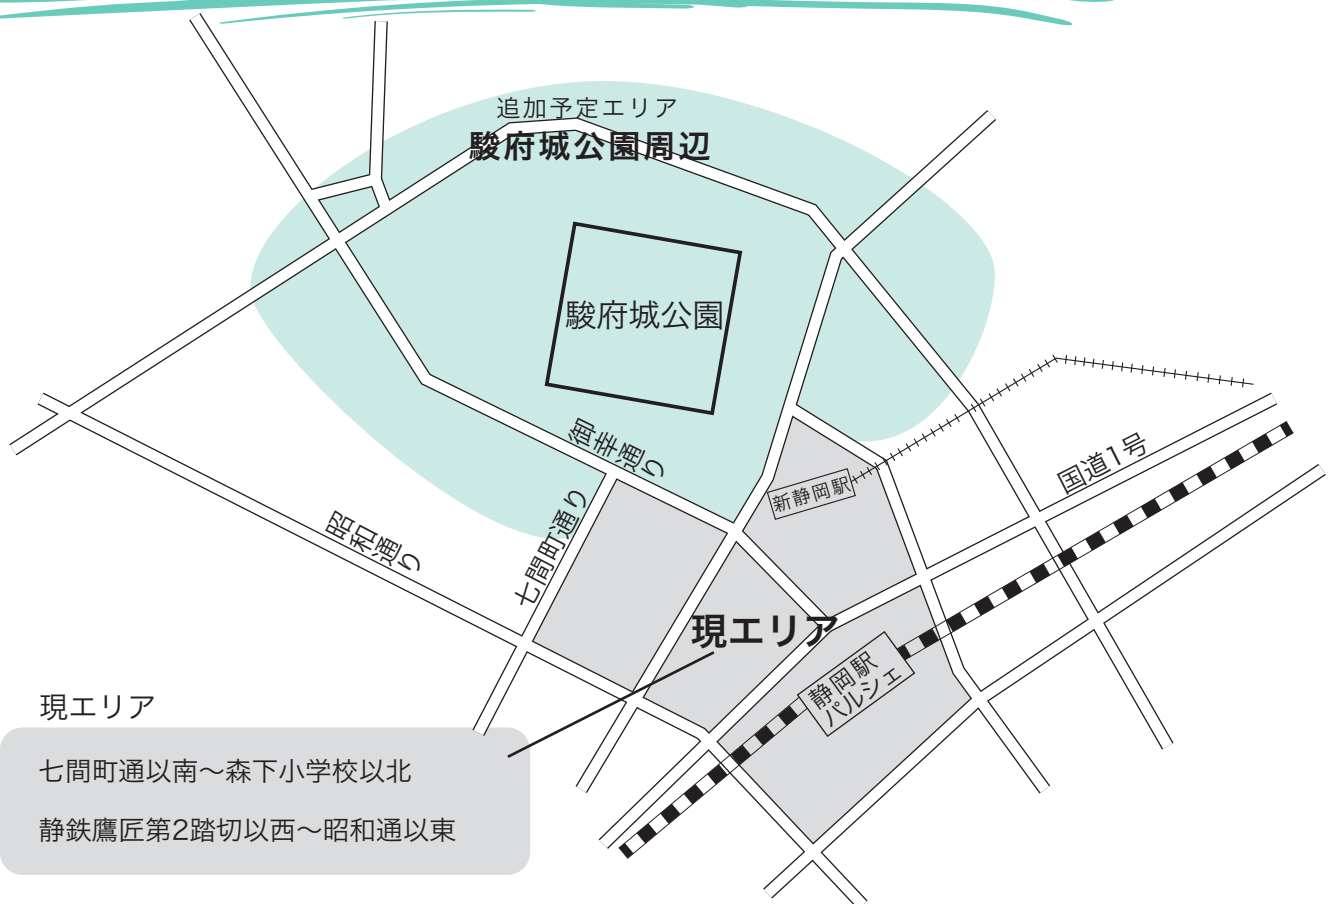 追加予定エリア
駿府城公園周辺
駿府城公園
御幸通り
国道1号
新静岡駅
七間町通り
昭和通り
現エリア
静岡駅
パルシェ
現エリア
七間町通以南～森下小学校以北
静鉄鷹匠第2踏切以西～昭和通以東